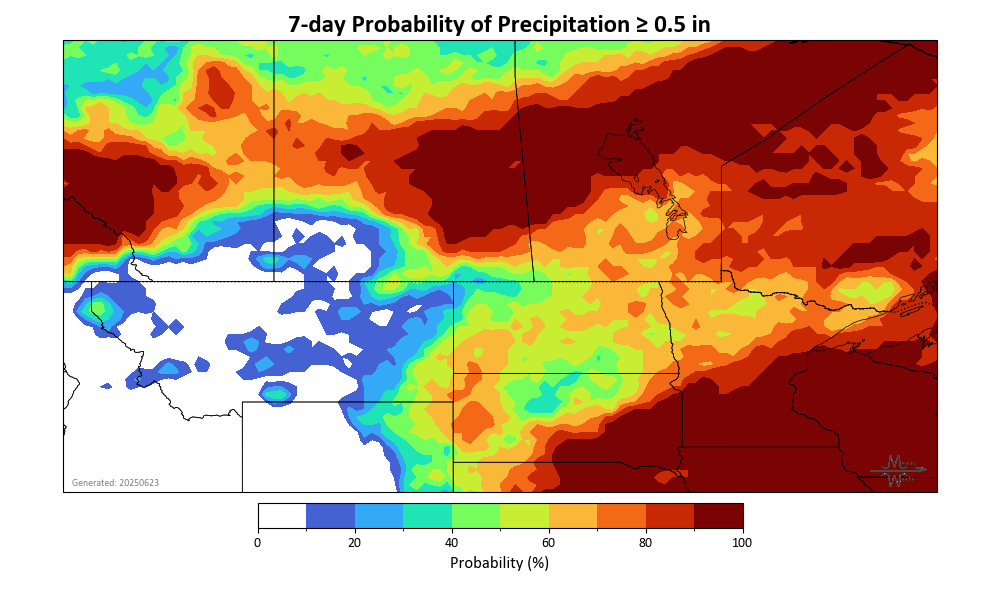 7-day Probability of Precipitation ≥ 0.5 in
Generated: 20250623
0 20 40 60 80 100
Probability (%)